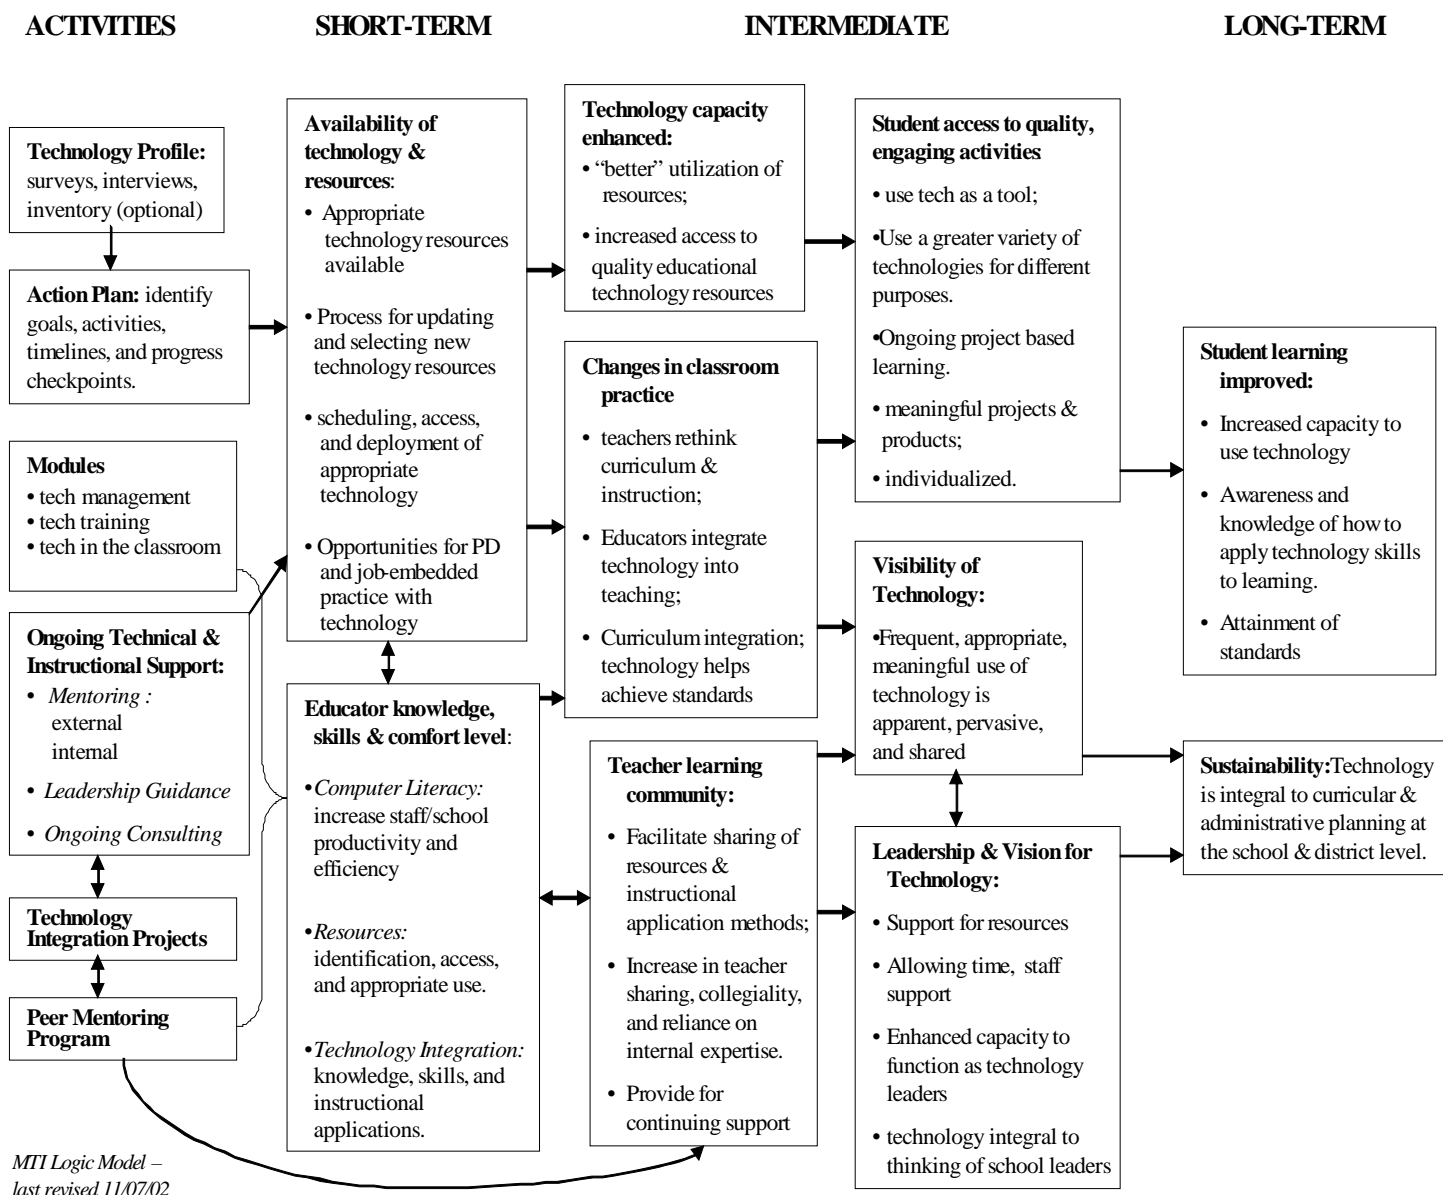 ACTIVITIES
SHORT-TERM
INTERMEDIATE
LONG-TERM
Technology Profile:
surveys, interviews,
inventory (optional)
Action Plan: identify
goals, activities,
timelines, and progress
checkpoints.
Modules
• tech management
• tech training
• tech in the classroom
Ongoing Technical &
Instructional Support:
• Mentoring :
external
internal
• Leadership Guidance
• Ongoing Consulting
Technology
Integration Projects
Peer Mentoring
Program
MTI Logic Model –
last revised 11/07/02
Availability of
technology &
resources:
• Appropriate
technology resources
available
• Process for updating
and selecting new
technology resources
• scheduling, access,
and deployment of
appropriate
technology
• Opportunities for PD
and job-embedded
practice with
technology
Educator knowledge,
skills & comfort level:
• Computer Literacy:
increase staff/school
productivity and
efficiency
• Resources:
identification, access,
and appropriate use.
• Technology Integration:
knowledge, skills, and
instructional
applications.
Technology capacity
enhanced:
• “better” utilization of
resources;
• increased access to
quality educational
technology resources
Changes in classroom
practice
• teachers rethink
curriculum &
instruction;
• Educators integrate
technology into
teaching;
• Curriculum integration;
technology helps
achieve standards
Teacher learning
community:
• Facilitate sharing of
resources &
instructional
application methods;
• Increase in teacher
sharing, collegiality,
and reliance on
internal expertise.
• Provide for
continuing support
Student access to quality,
engaging activities:
• use tech as a tool;
•Use a greater variety of
technologies for different
purposes.
•Ongoing project based
learning.
• meaningful projects &
products;
• individualized.
Visibility of
Technology:
•Frequent, appropriate,
meaningful use of
technology is
apparent, pervasive,
and shared
Leadership & Vision for
Technology:
• Support for resources
• Allowing time, staff
support
• Enhanced capacity to
function as technology
leaders
• technology integral to
thinking of school leaders
Student learning
improved:
• Increased capacity to
use technology
• Awareness and
knowledge of how to
apply technology skills
to learning.
• Attainment of
standards
Sustainability:Technology
is integral to curricular &
administrative planning at
the school & district level.